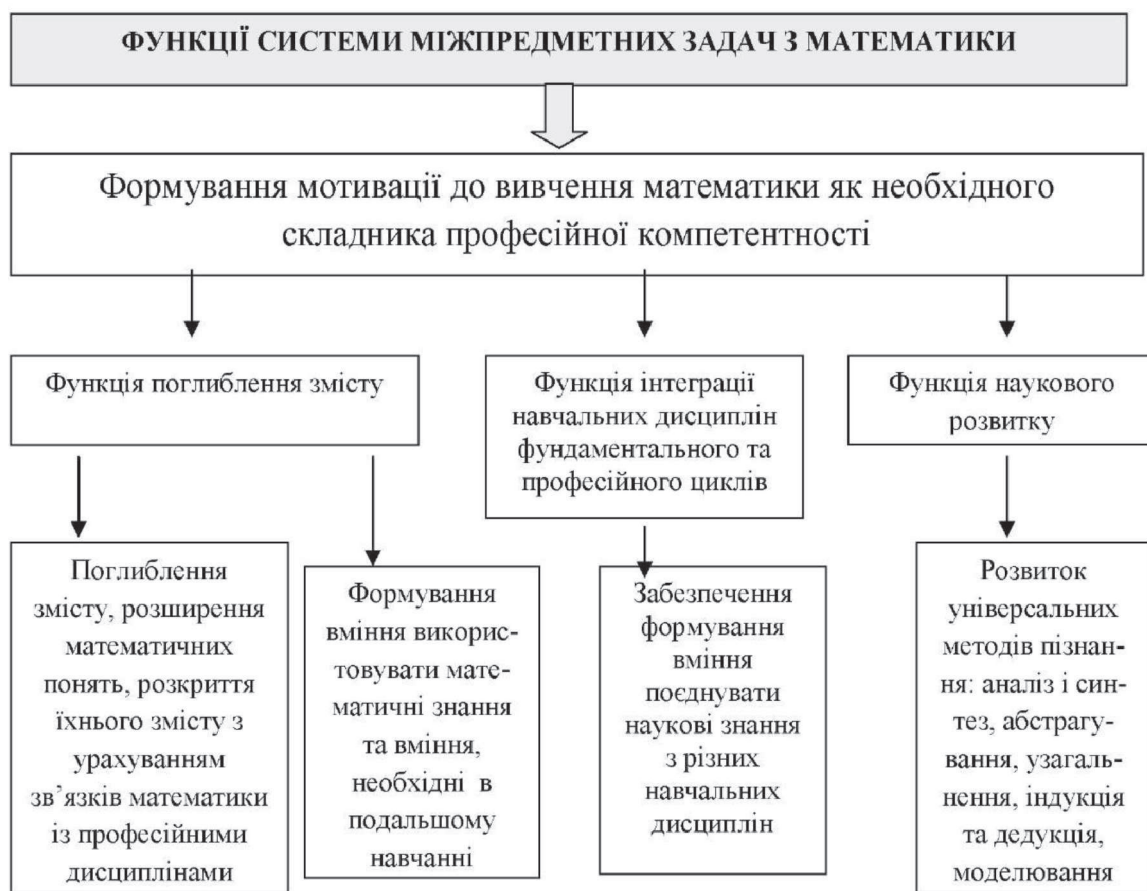 ФУНКЦІЇ СИСТЕМИ МІЖПРЕДМЕТНИХ ЗАДАЧ З МАТЕМАТИКИ
Формування мотивації до вивчення математики як необхідного
складника професійної компетентності
Функція поглиблення змісту
Функція інтеграції
навчальних дисциплін
фундаментального та
професійного циклів
Функція наукового
розвитку
Поглиблення
змісту, розширення
математичних
понять, розкриття
їхнього змісту з
урахуванням
зв’язків математики
із професійними
дисциплінами
Формування
вміння викорис-
товувати мате-
матичні знання
та вміння,
необхідні в
подальшому
навчанні
Забезпечення
формування
вміння
поєднувати
наукові знання
з різних
навчальних
дисциплін
Розвиток
універсальних
методів пізнан-
ня: аналіз і син-
тез, абстрагу-
вання, узагаль-
нення, індукція
та дедукція,
моделювання